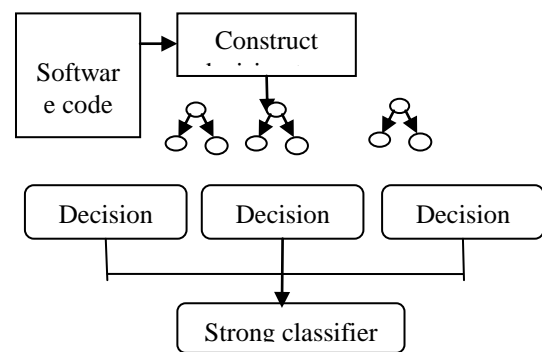 Construct
Softwar
e code
Decision
Decision
Decision
Strong classifier